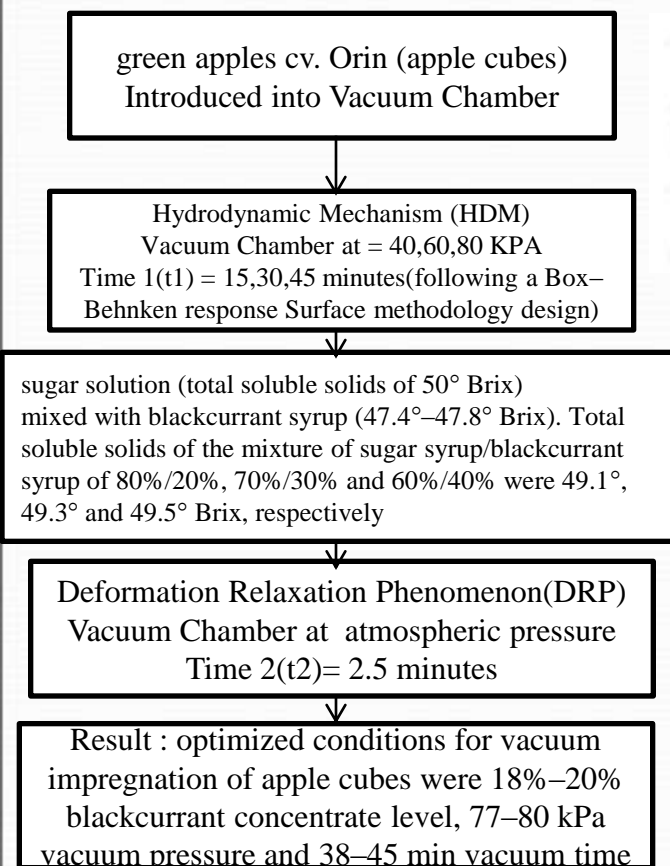 green apples cv. Orin (apple cubes)
Introduced into Vacuum Chamber
Hydrodynamic Mechanism (HDM)
Vacuum Chamber at = 40,60,80 KPA
Time 1(t1) = 15,30,45 minutes(following a Box–
Behnken response Surface methodology design)
sugar solution (total soluble solids of 50° Brix)
mixed with blackcurrant syrup (47.4°–47.8° Brix). Total
soluble solids of the mixture of sugar syrup/blackcurrant
syrup of 80%/20%, 70%/30% and 60%/40% were 49.1°,
49.3° and 49.5° Brix, respectively
Deformation Relaxation Phenomenon(DRP)
Vacuum Chamber at atmospheric pressure
Time 2(t2)= 2.5 minutes
Result : optimized conditions for vacuum
impregnation of apple cubes were 18%–20%
blackcurrant concentrate level, 77–80 kPa
vacuum pressure and 38–45 min vacuum time